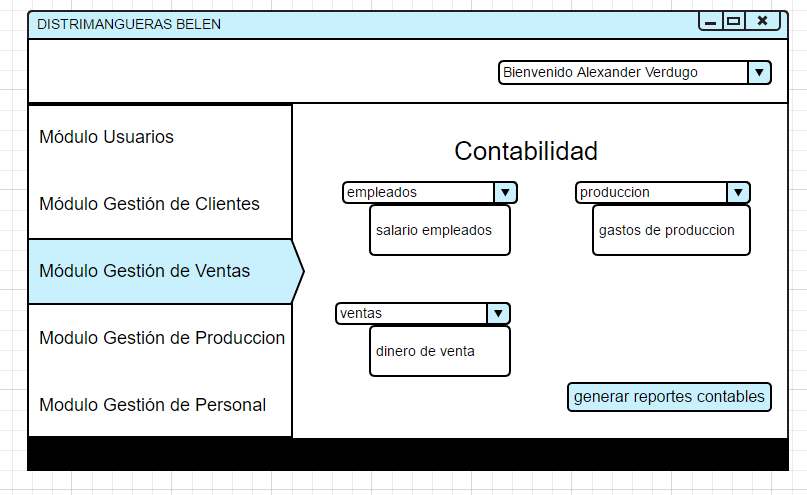 DISTRIMANGUERAS BELEN
Bienvenido Alexander Verdugo
Módulo Usuarios
Módulo Gestión de Clientes
Módulo Gestión de Ventas
Modulo Gestión de Produccion
Modulo Gestión de Personal
Contabilidad
empleados
salario empleados
produccion
gastos de produccion
ventas
dinero de venta
generar reportes contables